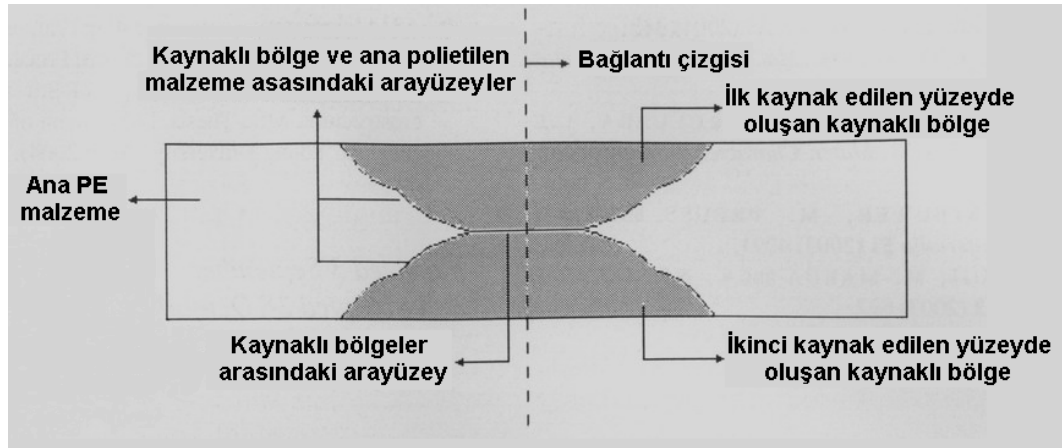 Kaynaklı bölge ve ana polietilen
malzeme asasındaki arayüzeyler
Bağlantı çizgisi
İlk kaynak edilen yüzeyde
oluşan kaynaklı bölge
Ana PE
malzeme
Kaynaklı bölgeler
arasındaki arayüzey
İkinci kaynak edilen yüzeyde
oluşan kaynaklı bölge